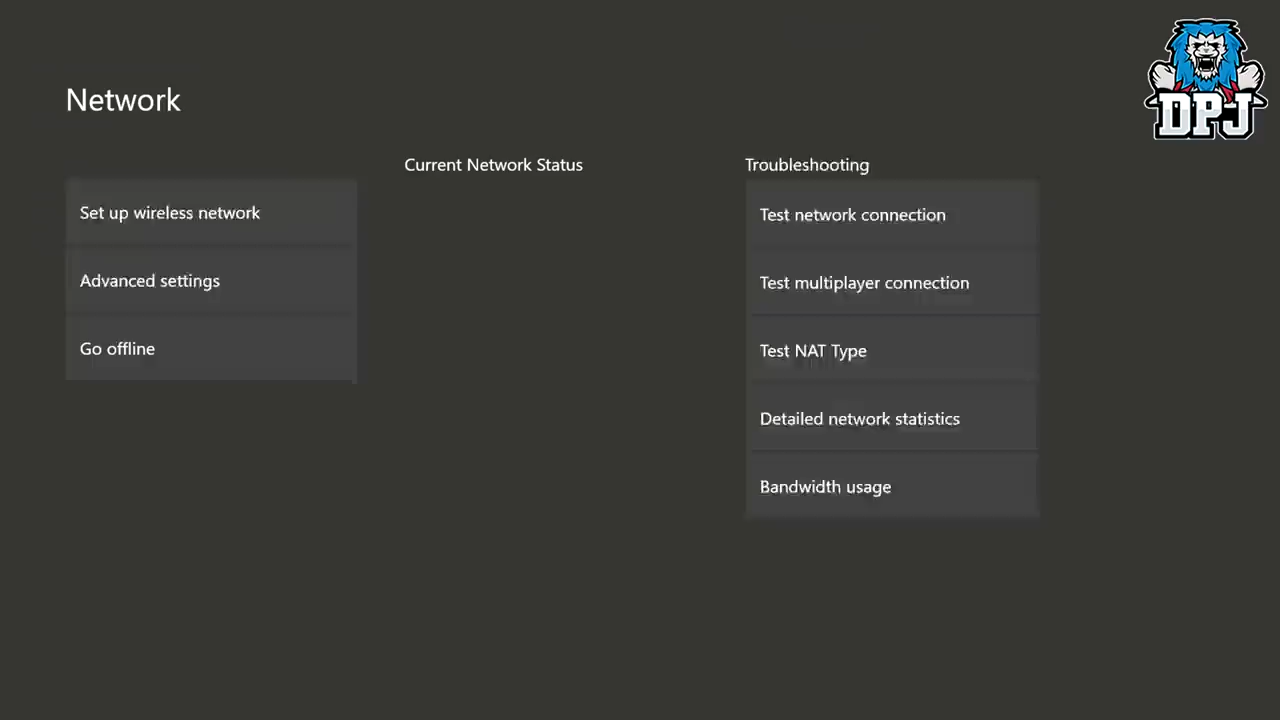 DPJ
Network
Set up wireless network
Advanced settings
Go offline
Current Network Status
Troubleshooting
Test network connection
Test multiplayer connection
Test NAT Type
Detailed network statistics
Bandwidth usage